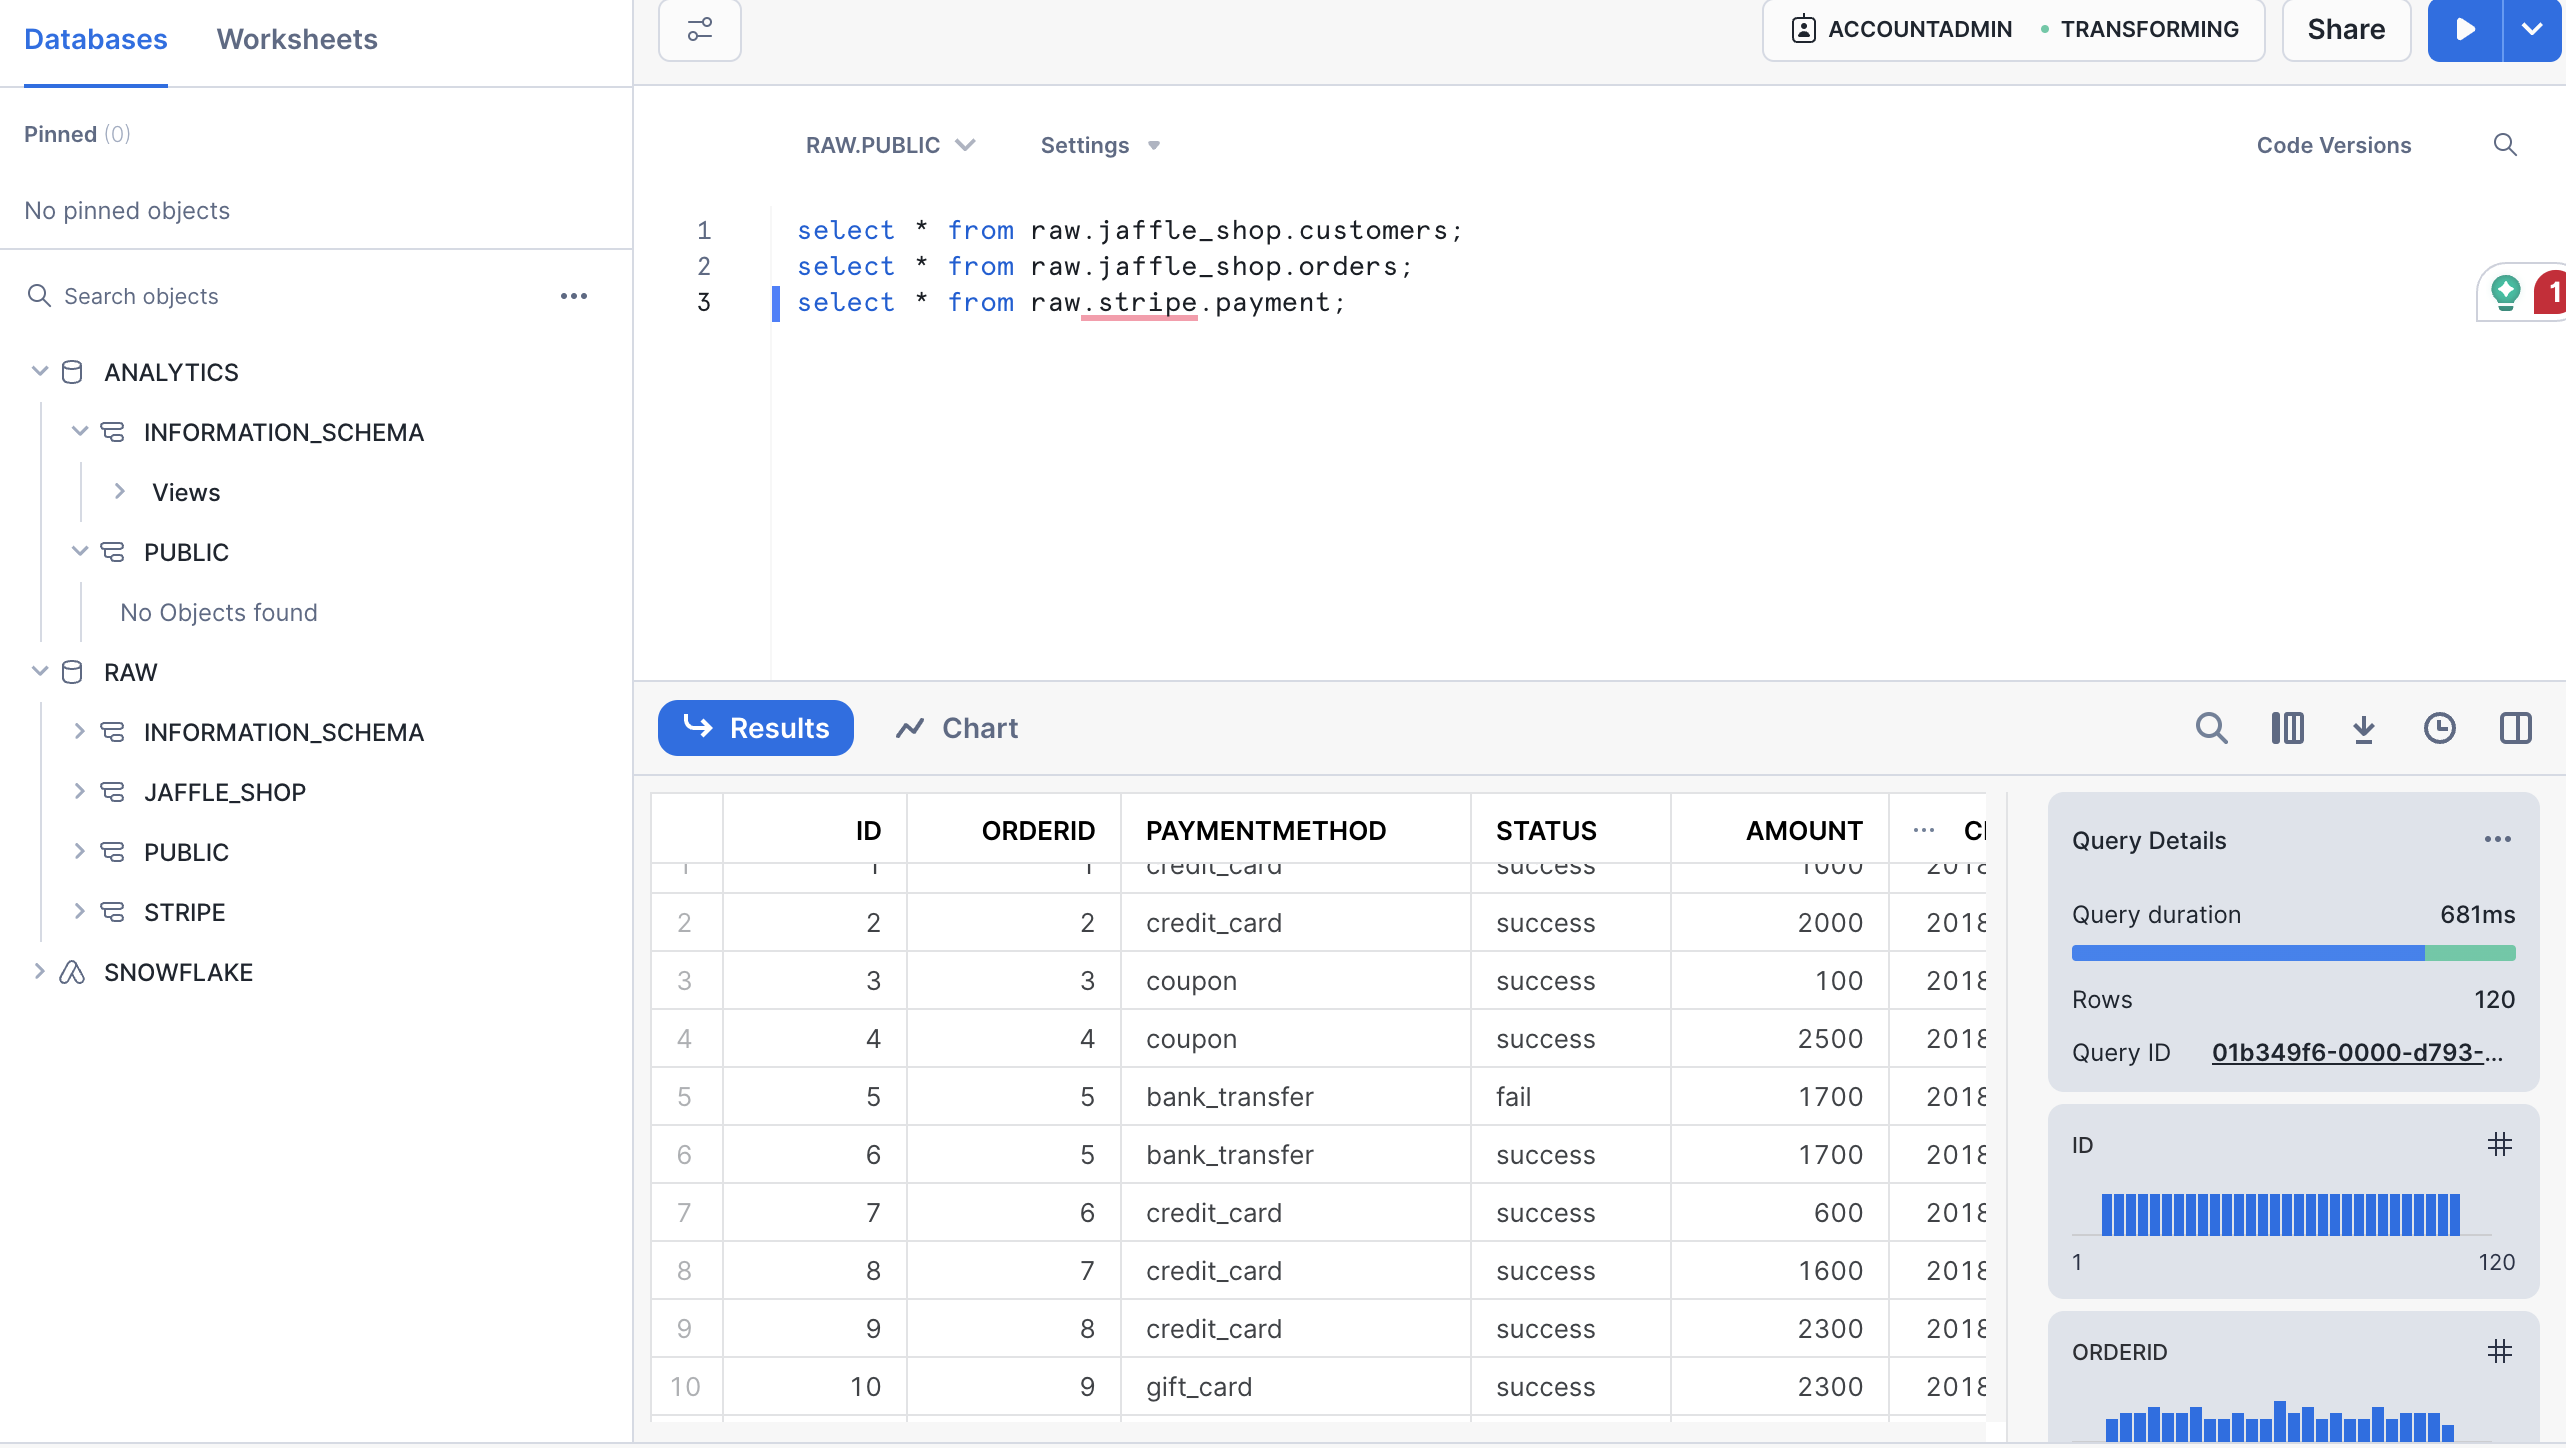 Databases Worksheets
Pinned (0)
No pinned objects
Search objects
ANALYTICS
INFORMATION_SCHEMA
Views
PUBLIC
No Objects found
RAW
INFORMATION_SCHEMA
JAFFLE_SHOP
PUBLIC
STRIPE
SNOWFLAKE
ACCOUNTADMIN • TRANSFORMING Share
RAW.PUBLIC Settings Code Versions
1 select * from raw.jaffle_shop.customers;
2 select * from raw.jaffle_shop.orders;
3 select * from raw.stripe.payment;
1
Results Chart
ID ORDERID PAYMENTMETHOD STATUS AMOUNT ...
1 1 1 credit_card success 1000 2018
2 2 2 credit_card success 2000 2018
3 3 3 coupon success 100 2018
4 4 4 coupon success 2500 2018
5 5 5 bank_transfer fail 1700 2018
6 6 5 bank_transfer success 1700 2018
7 7 6 credit_card success 600 2018
8 8 7 credit_card success 1600 2018
9 9 8 credit_card success 2300 2018
10 10 9 gift_card success 2300 2018
Query Details
Query duration 681ms
Rows 120
Query ID 01b349f6-0000-d793-...
ID
1 120
ORDERID